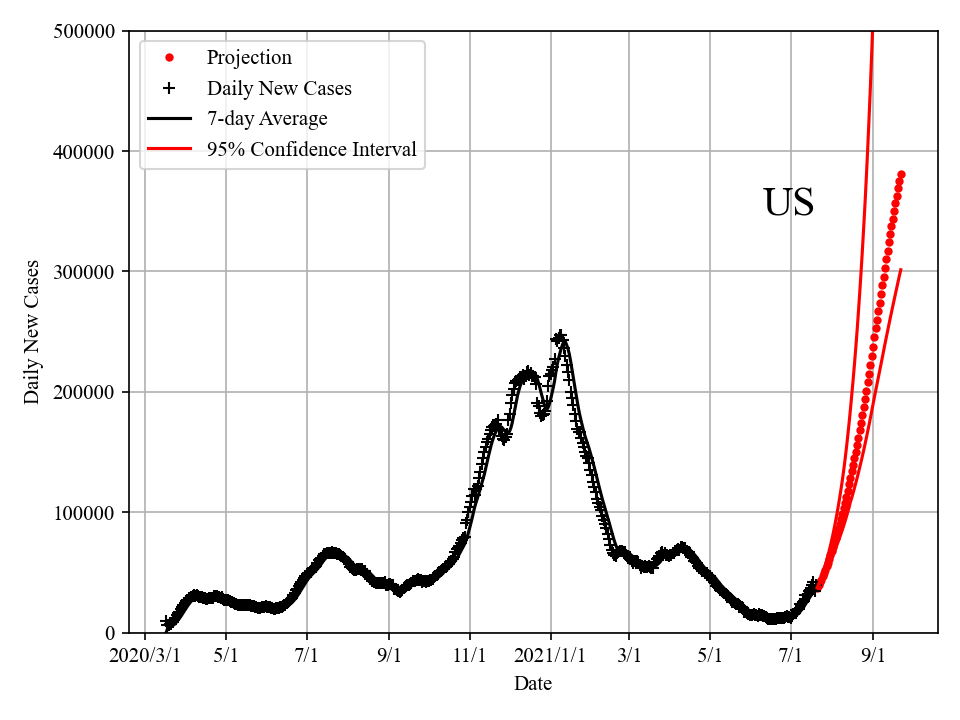 500000
400000
300000
200000
100000
0
Daily New Cases
Projection
Daily New Cases
7-day Average
95% Confidence Interval
US
2020/3/1 5/1 7/1 9/1 11/1 2021/1/1 3/1 5/1 7/1 9/1
Date